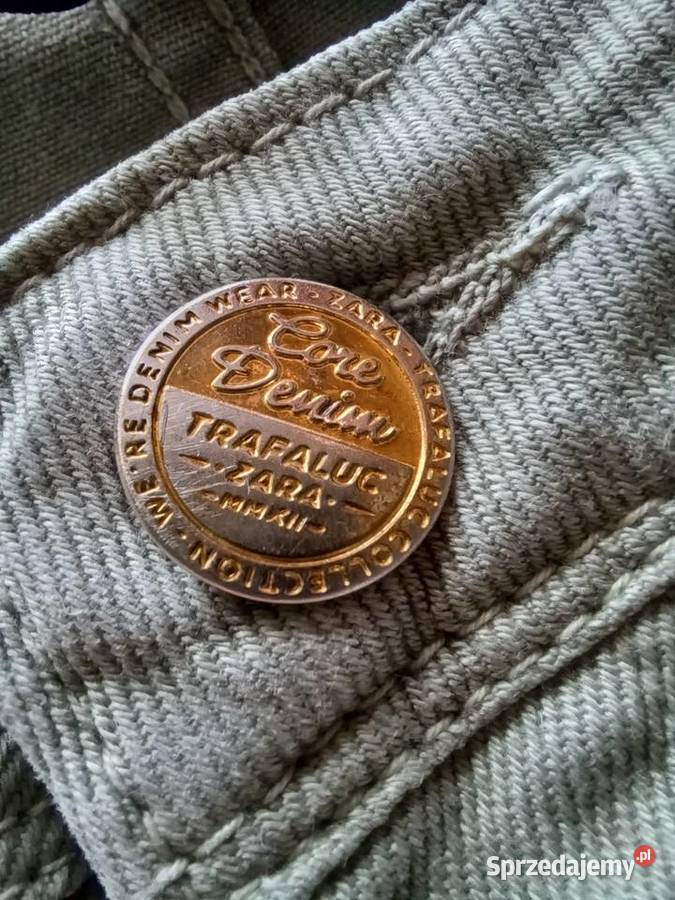 WE'RE DENIM WEAR · ZARA · TRAFALUC COLLECTION ·
Core
Denim
TRAFALUC
· ZARA ·
MMXII
Sprzedajemy.pl